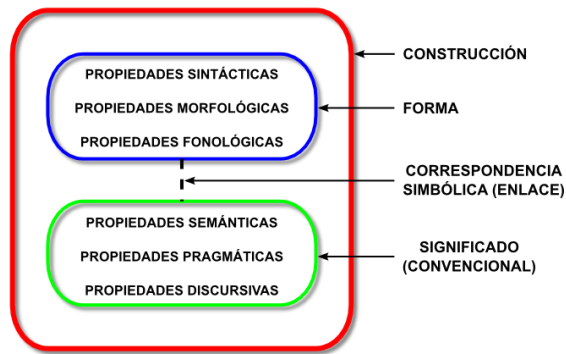 PROPIEDADES SINTÁCTICAS
PROPIEDADES MORFOLÓGICAS
PROPIEDADES FONOLÓGICAS
PROPIEDADES SEMÁNTICAS
PROPIEDADES PRAGMÁTICAS
PROPIEDADES DISCURSIVAS
CONSTRUCCIÓN
FORMA
CORRESPONDENCIA
SIMBÓLICA (ENLACE)
SIGNIFICADO
(CONVENCIONAL)